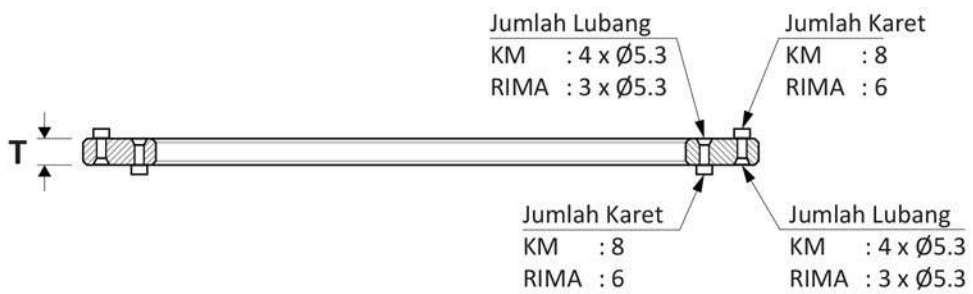 Jumlah Lubang
KM : 4 x Ø5.3
RIMA : 3 x Ø5.3
Jumlah Karet
KM : 8
RIMA : 6
T
Jumlah Karet
KM : 8
RIMA : 6
Jumlah Lubang
KM : 4 x Ø5.3
RIMA : 3 x Ø5.3